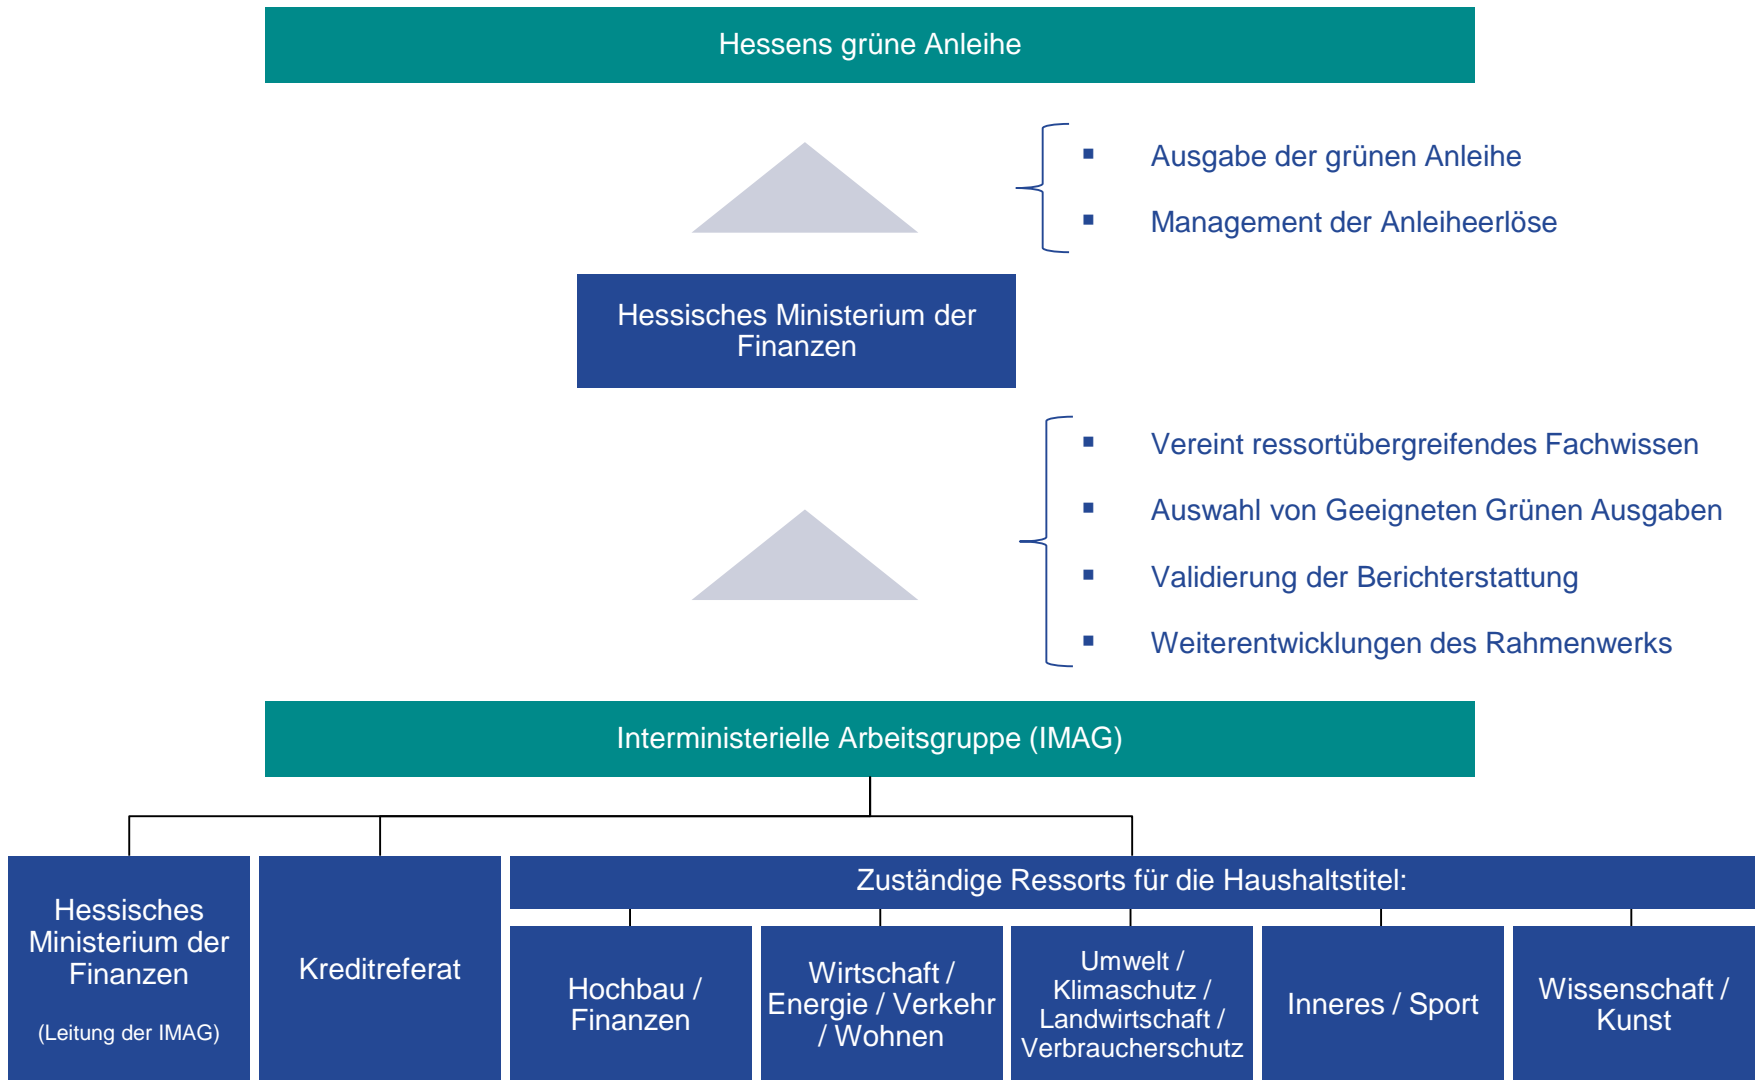 Hessens grüne Anleihe
▪ Ausgabe der grünen Anleihe
▪ Management der Anleiheerlöse
Hessisches Ministerium der
Finanzen
▪ Vereint ressortübergreifendes Fachwissen
▪ Auswahl von Geeigneten Grünen Ausgaben
▪ Validierung der Berichterstattung
▪ Weiterentwicklungen des Rahmenwerks
Interministerielle Arbeitsgruppe (IMAG)
Hessisches
Ministerium der
Finanzen
(Leitung der IMAG)
Kreditreferat
Zuständige Ressorts für die Haushaltstitel:
Hochbau /
Finanzen
Wirtschaft /
Energie / Verkehr
/ Wohnen
Umwelt /
Klimaschutz /
Landwirtschaft /
Verbraucherschutz
Inneres / Sport
Wissenschaft /
Kunst